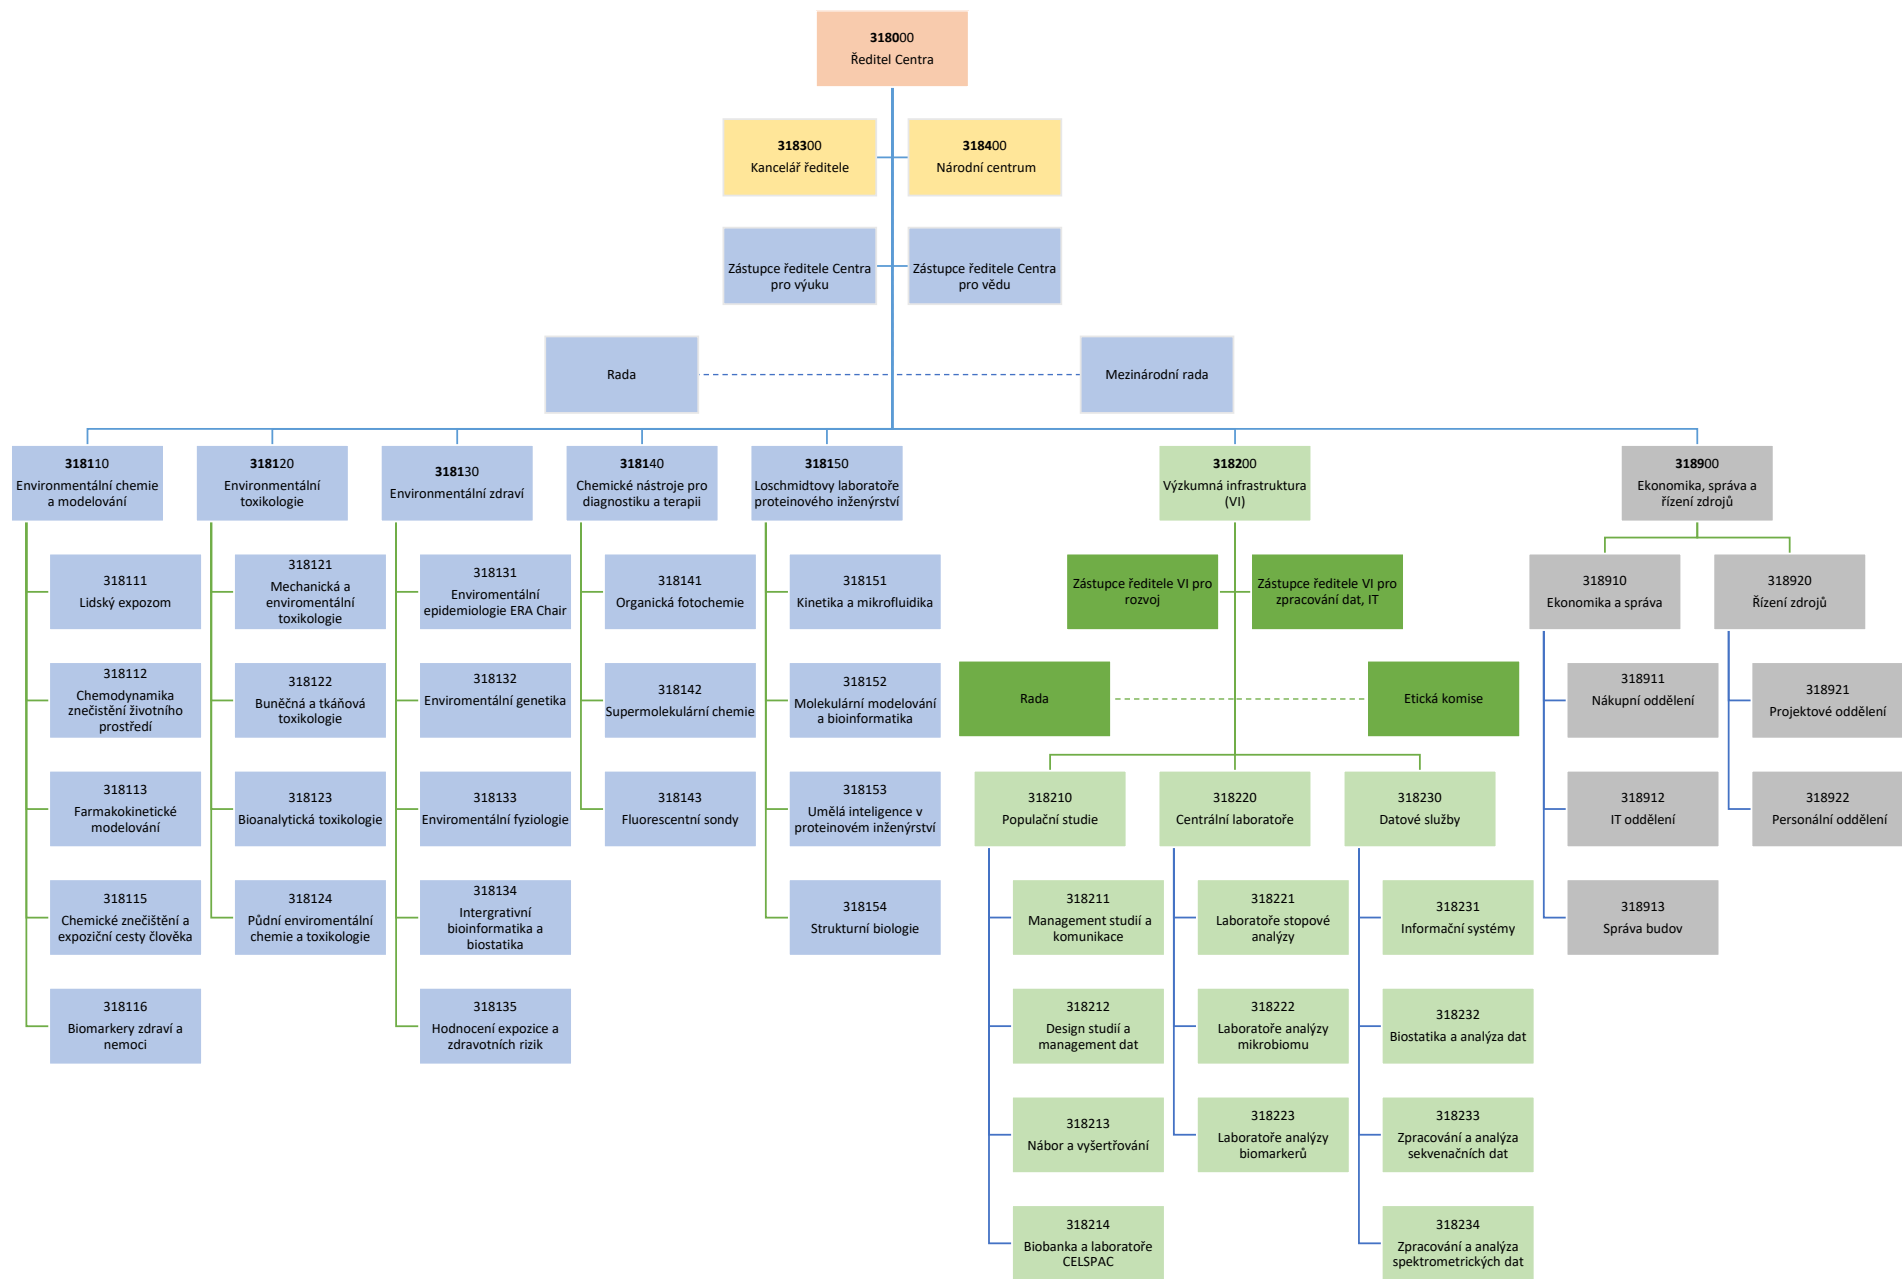 318000
Ředitel Centra
318300
Kancelář ředitele
318400
Národní centrum
Zástupce ředitele Centra
pro výuku
Zástupce ředitele Centra
pro vědu
Rada
Mezinárodní rada
318110
Environmentální chemie
a modelování
318120
Environmentální
toxikologie
318130
Environmentální zdraví
318140
Chemické nástroje pro
diagnostiku a terapii
318150
Loschmidtovy laboratoře
proteinového inženýrství
318200
Výzkumná infrastruktura
(VI)
318900
Ekonomika, správa a
řízení zdrojů
318111
Lidský expozom
318112
Chemodynamika
znečistění životního
prostředí
318113
Farmakokinetické
modelování
318115
Chemické znečištění a
expoziční cesty člověka
318116
Biomarkery zdraví a
nemoci
318121
Mechanická a
enviromentální
toxikologie
318122
Buněčná a tkáňová
toxikologie
318123
Bioanalytická toxikologie
318124
Půdní enviromentální
chemie a toxikologie
318131
Enviromentální
epidemiologie ERA Chair
318132
Enviromentální genetika
318133
Enviromentální fyziologie
318134
Intergrativní
bioinformatika a
biostatika
318135
Hodnocení expozice a
zdravotních rizik
318141
Organická fotochemie
318142
Supermolekulární chemie
318143
Fluorescentní sondy
318151
Kinetika a mikrofluidika
318152
Molekulární modelování
a bioinformatika
318153
Umělá inteligence v
proteinovém inženýrství
318154
Strukturní biologie
Zástupce ředitele VI pro
rozvoj
Zástupce ředitele VI pro
zpracování dat, IT
Rada
Etická komise
318210
Populační studie
318220
Centrální laboratoře
318230
Datové služby
318211
Management studií a
komunikace
318212
Design studií a
management dat
318213
Nábor a vyšertřování
318214
Biobanka a laboratoře
CELSPAC
318221
Laboratoře stopové
analýzy
318222
Laboratoře analýzy
mikrobiomu
318223
Laboratoře analýzy
biomarkerů
318231
Informační systémy
318232
Biostatika a analýza dat
318233
Zpracování a analýza
sekvenačních dat
318234
Zpracování a analýza
spektrometrických dat
318910
Ekonomika a správa
318920
Řízení zdrojů
318911
Nákupní oddělení
318912
IT oddělení
318913
Správa budov
318921
Projektové oddělení
318922
Personální oddělení